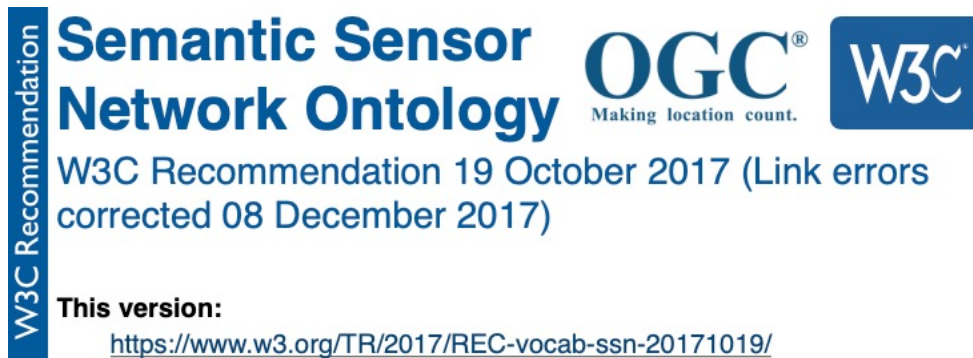 W3C Recommendation
Semantic Sensor
Network Ontology
OGC®
Making location count.
W3C®
W3C Recommendation 19 October 2017 (Link errors
corrected 08 December 2017)
This version:
https://www.w3.org/TR/2017/REC-vocab-ssn-20171019/